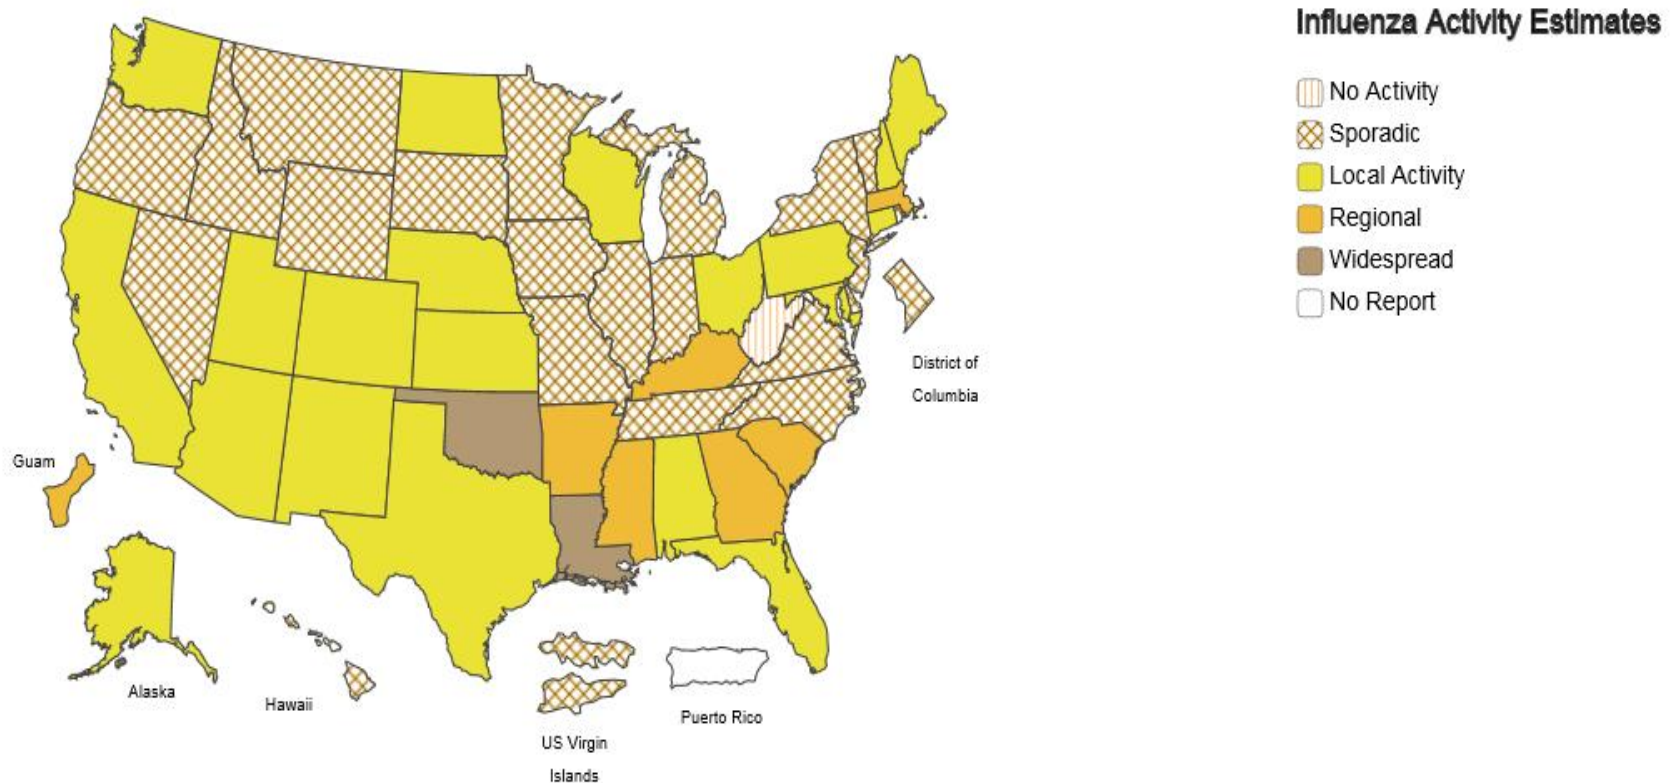 Influenza Activity Estimates
No Activity
Sporadic
Local Activity
Regional
Widespread
No Report
District of
Columbia
Guam
Alaska
Hawaii
US Virgin
Islands
Puerto Rico